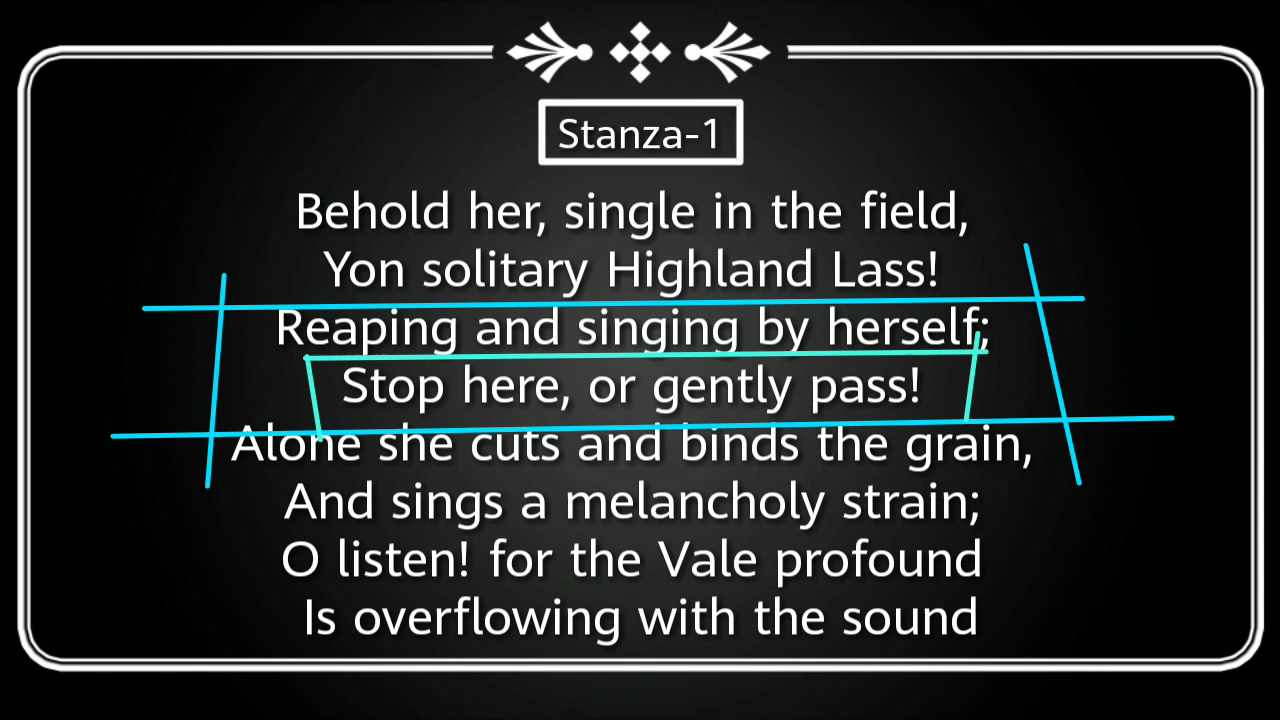 Stanza-1
Behold her, single in the field,
Yon solitary Highland Lass!
Reaping and singing by herself;
Stop here, or gently pass!
Alone she cuts and binds the grain,
And sings a melancholy strain;
O listen! for the Vale profound
Is overflowing with the sound